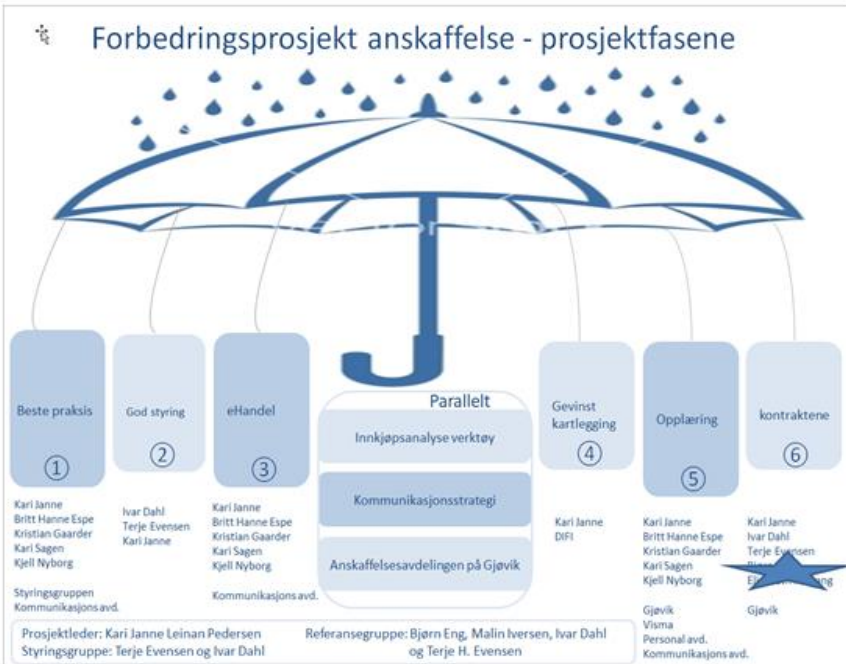 Forbedringsprosjekt anskaffelse - prosjektfasene
Beste praksis
1
Kari Janne
Britt Hanne Espe
Kristian Gaarder
Kari Sagen
Kjell Nyborg
Styringsgruppen
Kommunikasjons avd.
God styring
2
Ivar Dahl
Terje Evensen
Kari Janne
eHandel
3
Kari Janne
Britt Hanne Espe
Kristian Gaarder
Kari Sagen
Kjell Nyborg
Kommunikasjons avd.
Parallelt
Innkjøpsanalyse verktøy
Kommunikasjonsstrategi
Anskaffelsesavdelingen på Gjøvik
Gevinst
kartlegging
4
Kari Janne
DIFI
Opplæring
5
Kari Janne
Britt Hanne Espe
Kristian Gaarder
Kari Sagen
Kjell Nyborg
Gjøvik
Visma
Personal avd.
Kommunikasjons avd.
kontraktene
6
Kari Janne
Ivar Dahl
Terje Evensen
Gjøvik
Prosjektleder: Kari Janne Leinan Pedersen
Styringsgruppe: Terje Evensen og Ivar Dahl
Referansegruppe: Bjørn Eng, Malin Iversen, Ivar Dahl
og Terje H. Evensen